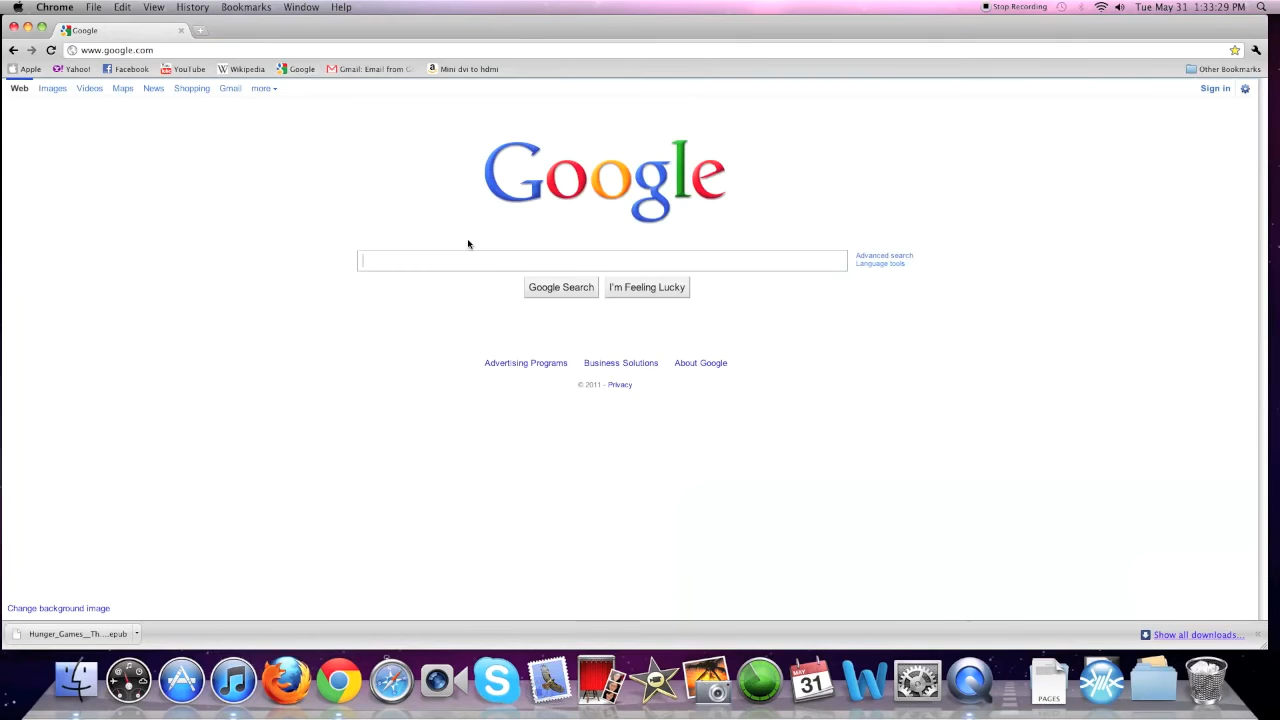 Chrome File Edit View History Bookmarks Window Help Stop Recording Tue May 31 1:33:29 PM
Google
www.google.com
Apple Yahoo! Facebook YouTube Wikipedia Google Gmail: Email from G Mini dvi to hdmi Other Bookmarks
Web Images Videos Maps News Shopping Gmail more Sign in
Google
Advanced search
Language tools
Google Search I'm Feeling Lucky
Advertising Programs Business Solutions About Google
© 2011 - Privacy
Change background image
Hunger_Games__Th....epub Show all downloads...
31 PAGES